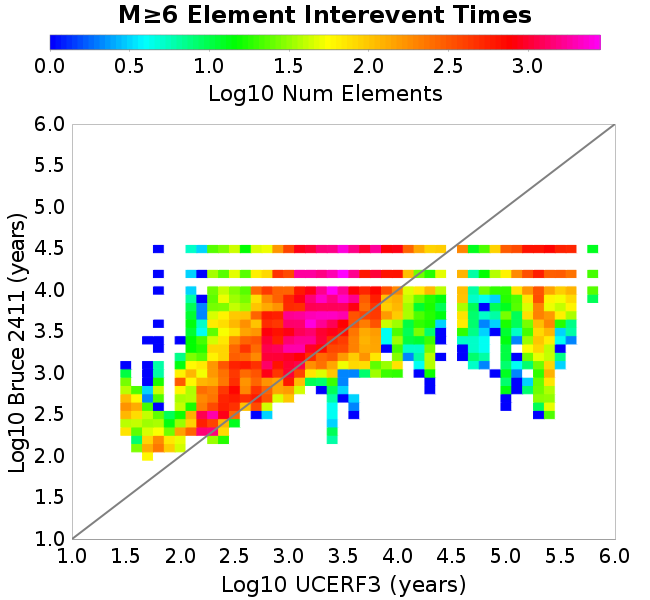 M≥6 Element Interevent Times
0.0 0.5 1.0 1.5 2.0 2.5 3.0
Log10 Num Elements
6.0
5.5
5.0
4.5
4.0
3.5
3.0
2.5
2.0
1.5
1.0
Log10 Bruce 2411 (years)
1.0 1.5 2.0 2.5 3.0 3.5 4.0 4.5 5.0 5.5 6.0
Log10 UCERF3 (years)